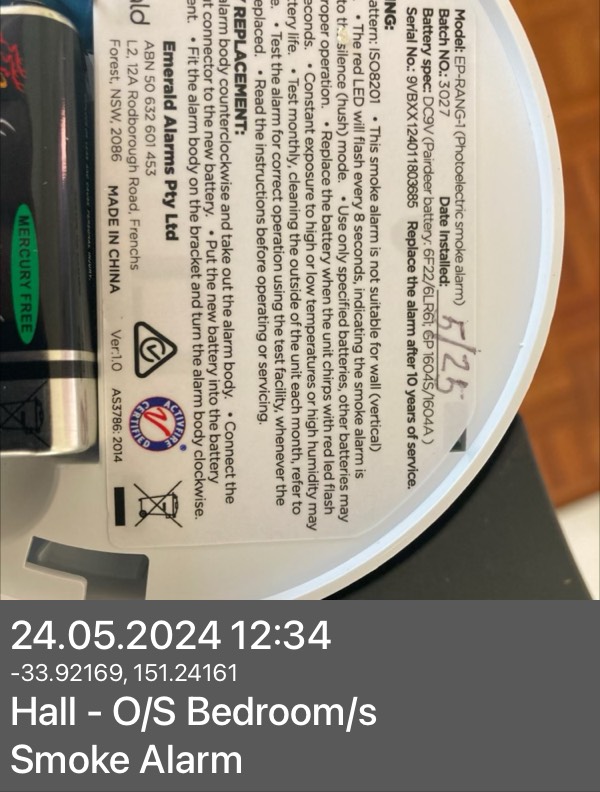 Model: EP-RANG-I (Photoelectric smoke alarm)
Batch NO.: 3027 Date Installed: 5/25
Battery spec: DC9V (Pairdeer battery: 6F22/6LR61; GP 1604S/1604A)
Serial No.: 9VBXX124011803685 Replace the alarm after 10 years of service.
NG:
attern: ISO8201 • This smoke alarm is not suitable for wall (vertical)
• The red LED will flash every 8 seconds, indicating the smoke alarm is
to the silence (hush) mode. • Use only specified batteries, other batteries may
roper operation. • Replace the battery when the unit chirps with red led flash
econds. • Constant exposure to high or low temperatures or high humidity may
tery life. • Test monthly, cleaning the outside of the unit each month, refer to
e. • Test the alarm for correct operation using the test facility, whenever the
eplaced. • Read the instructions before operating or servicing.
REPLACEMENT:
alarm body counterclockwise and take out the alarm body. • Connect the
t connector to the new battery. • Put the new battery into the battery
ent. • Fit the alarm body on the bracket and turn the alarm body clockwise.
Emerald Alarms Pty Ltd
ABN 50 632 601 453
L2, 12A Rodborough Road, Frenchs
Forest, NSW, 2086 MADE IN CHINA Ver:1.0 AS3786: 2014
ald
ACTIVFIRE
CERTIFIED
®
MERCURY FREE
24.05.2024 12:34
-33.92169, 151.24161
Hall - O/S Bedroom/s
Smoke Alarm